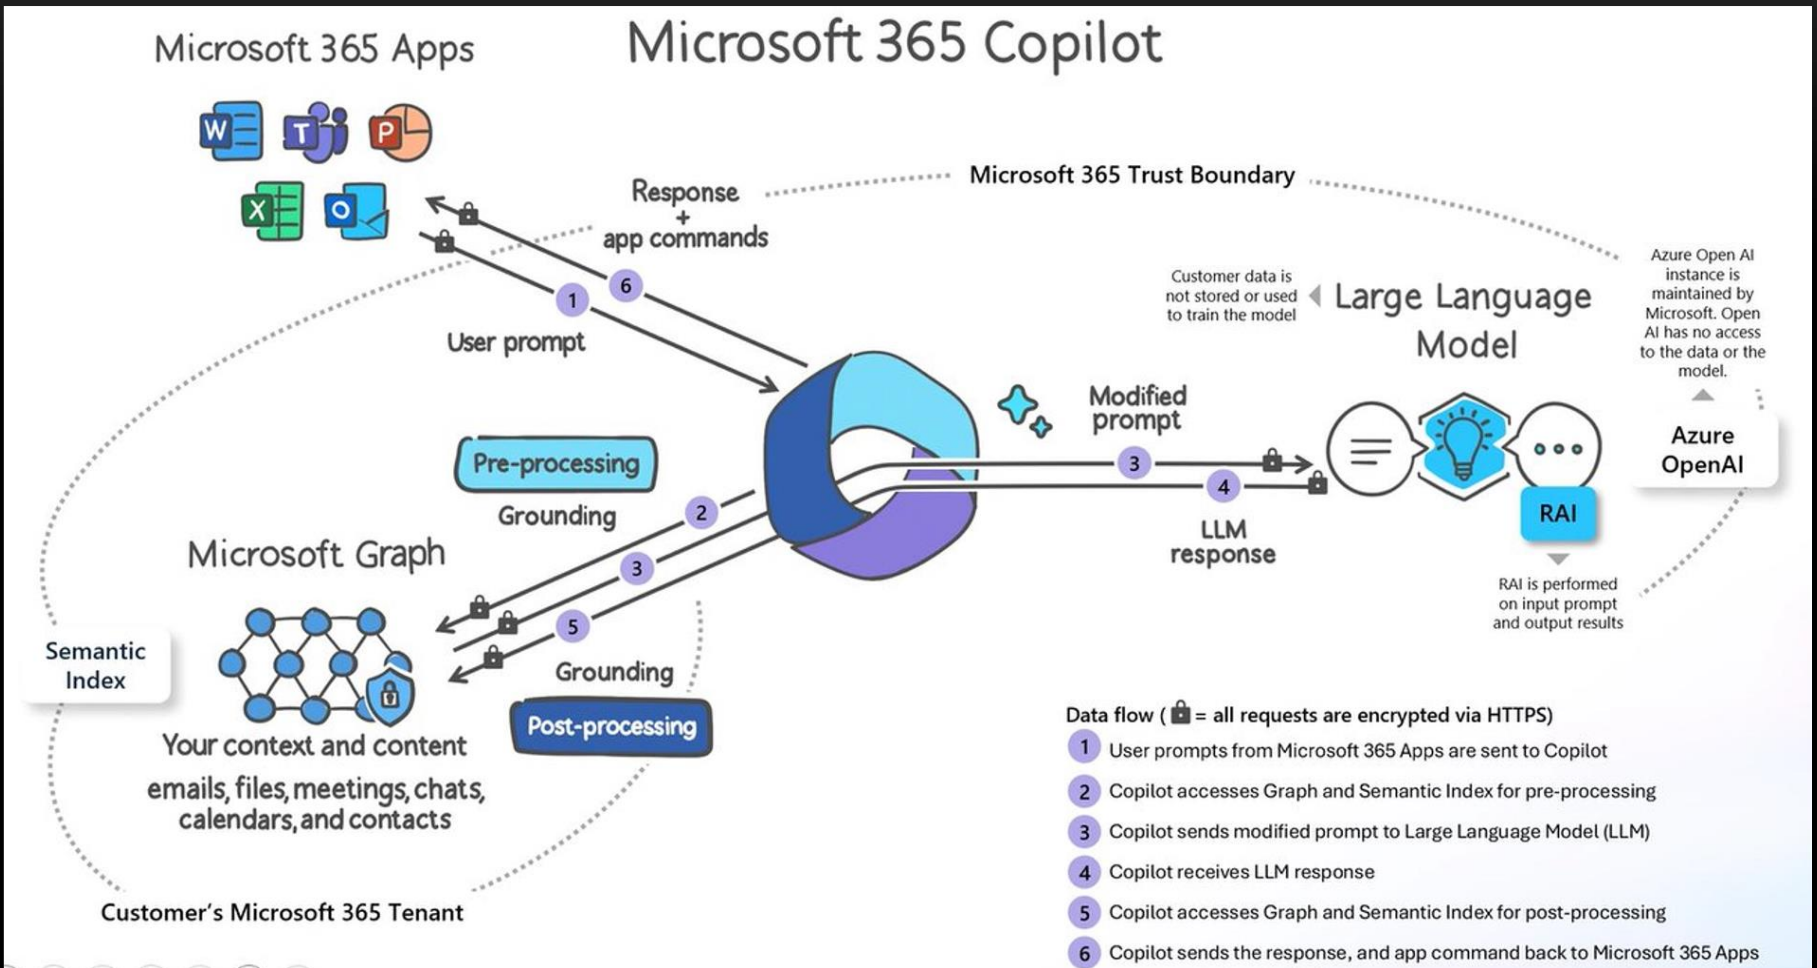 Microsoft 365 Copilot
Microsoft 365 Apps
W
T
P
X
O
Response
+
app commands
Microsoft 365 Trust Boundary
6
1
User prompt
Customer data is
not stored or used
to train the model
Large Language
Model
Azure Open AI
instance is
maintained by
Microsoft. Open
AI has no access
to the data or the
model.
Azure
OpenAI
Modified
prompt
3
4
LLM
response
RAI
RAI is performed
on input prompt
and output results
Pre-processing
Grounding
2
3
5
Microsoft Graph
Semantic
Index
Grounding
Post-processing
Your context and content
emails, files, meetings, chats,
calendars, and contacts
Customer's Microsoft 365 Tenant
Data flow ( = all requests are encrypted via HTTPS)
1 User prompts from Microsoft 365 Apps are sent to Copilot
2 Copilot accesses Graph and Semantic Index for pre-processing
3 Copilot sends modified prompt to Large Language Model (LLM)
4 Copilot receives LLM response
5 Copilot accesses Graph and Semantic Index for post-processing
6 Copilot sends the response, and app command back to Microsoft 365 Apps